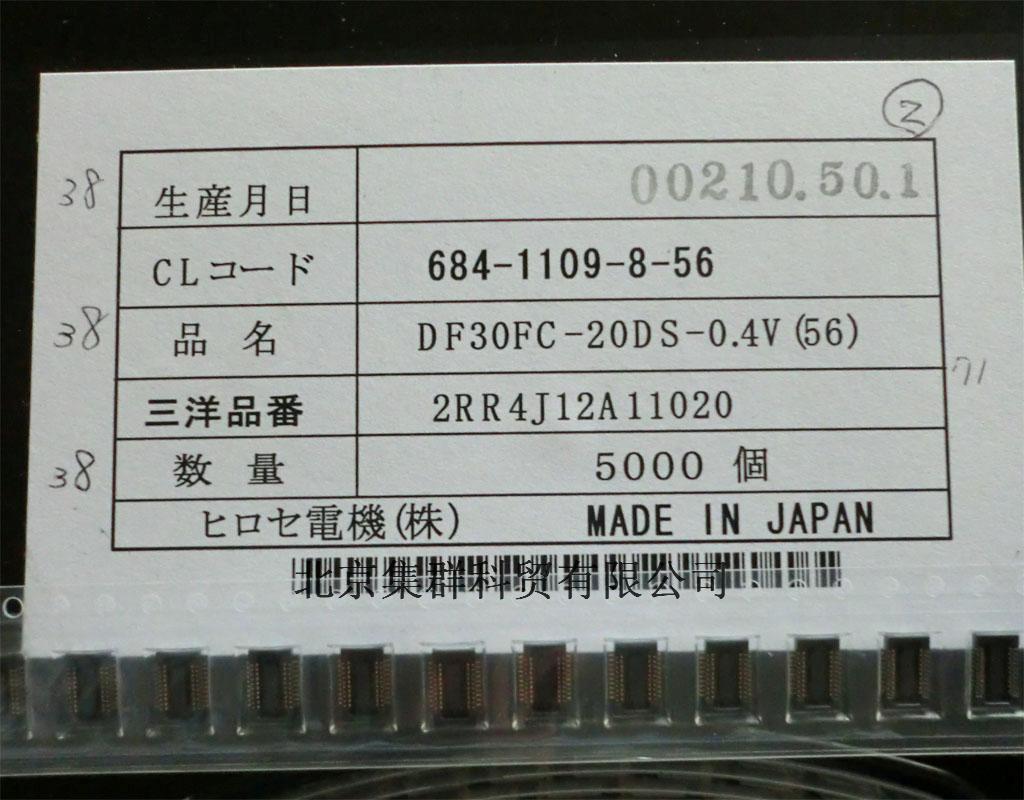 2
38
生産月日 00210.50.1
CLコード 684-1109-8-56
38
品名 DF30FC-20DS-0.4V(56)
71
三洋品番 2RR4J12A11020
38
数量 5000 個
ヒロセ電機(株) MADE IN JAPAN
北京集群科贸有限公司